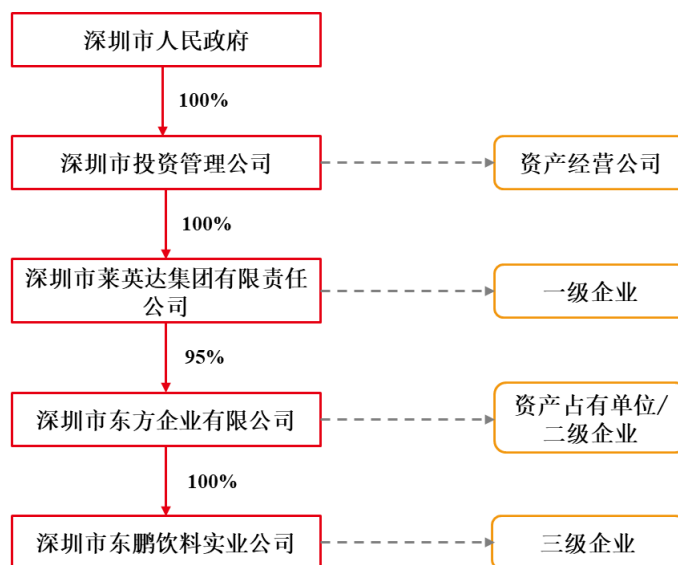 深圳市人民政府
100%
深圳市投资管理公司
资产经营公司
100%
深圳市莱英达集团有限责任
公司
一级企业
95%
深圳市东方企业有限公司
资产占有单位/
二级企业
100%
深圳市东鹏饮料实业公司
三级企业